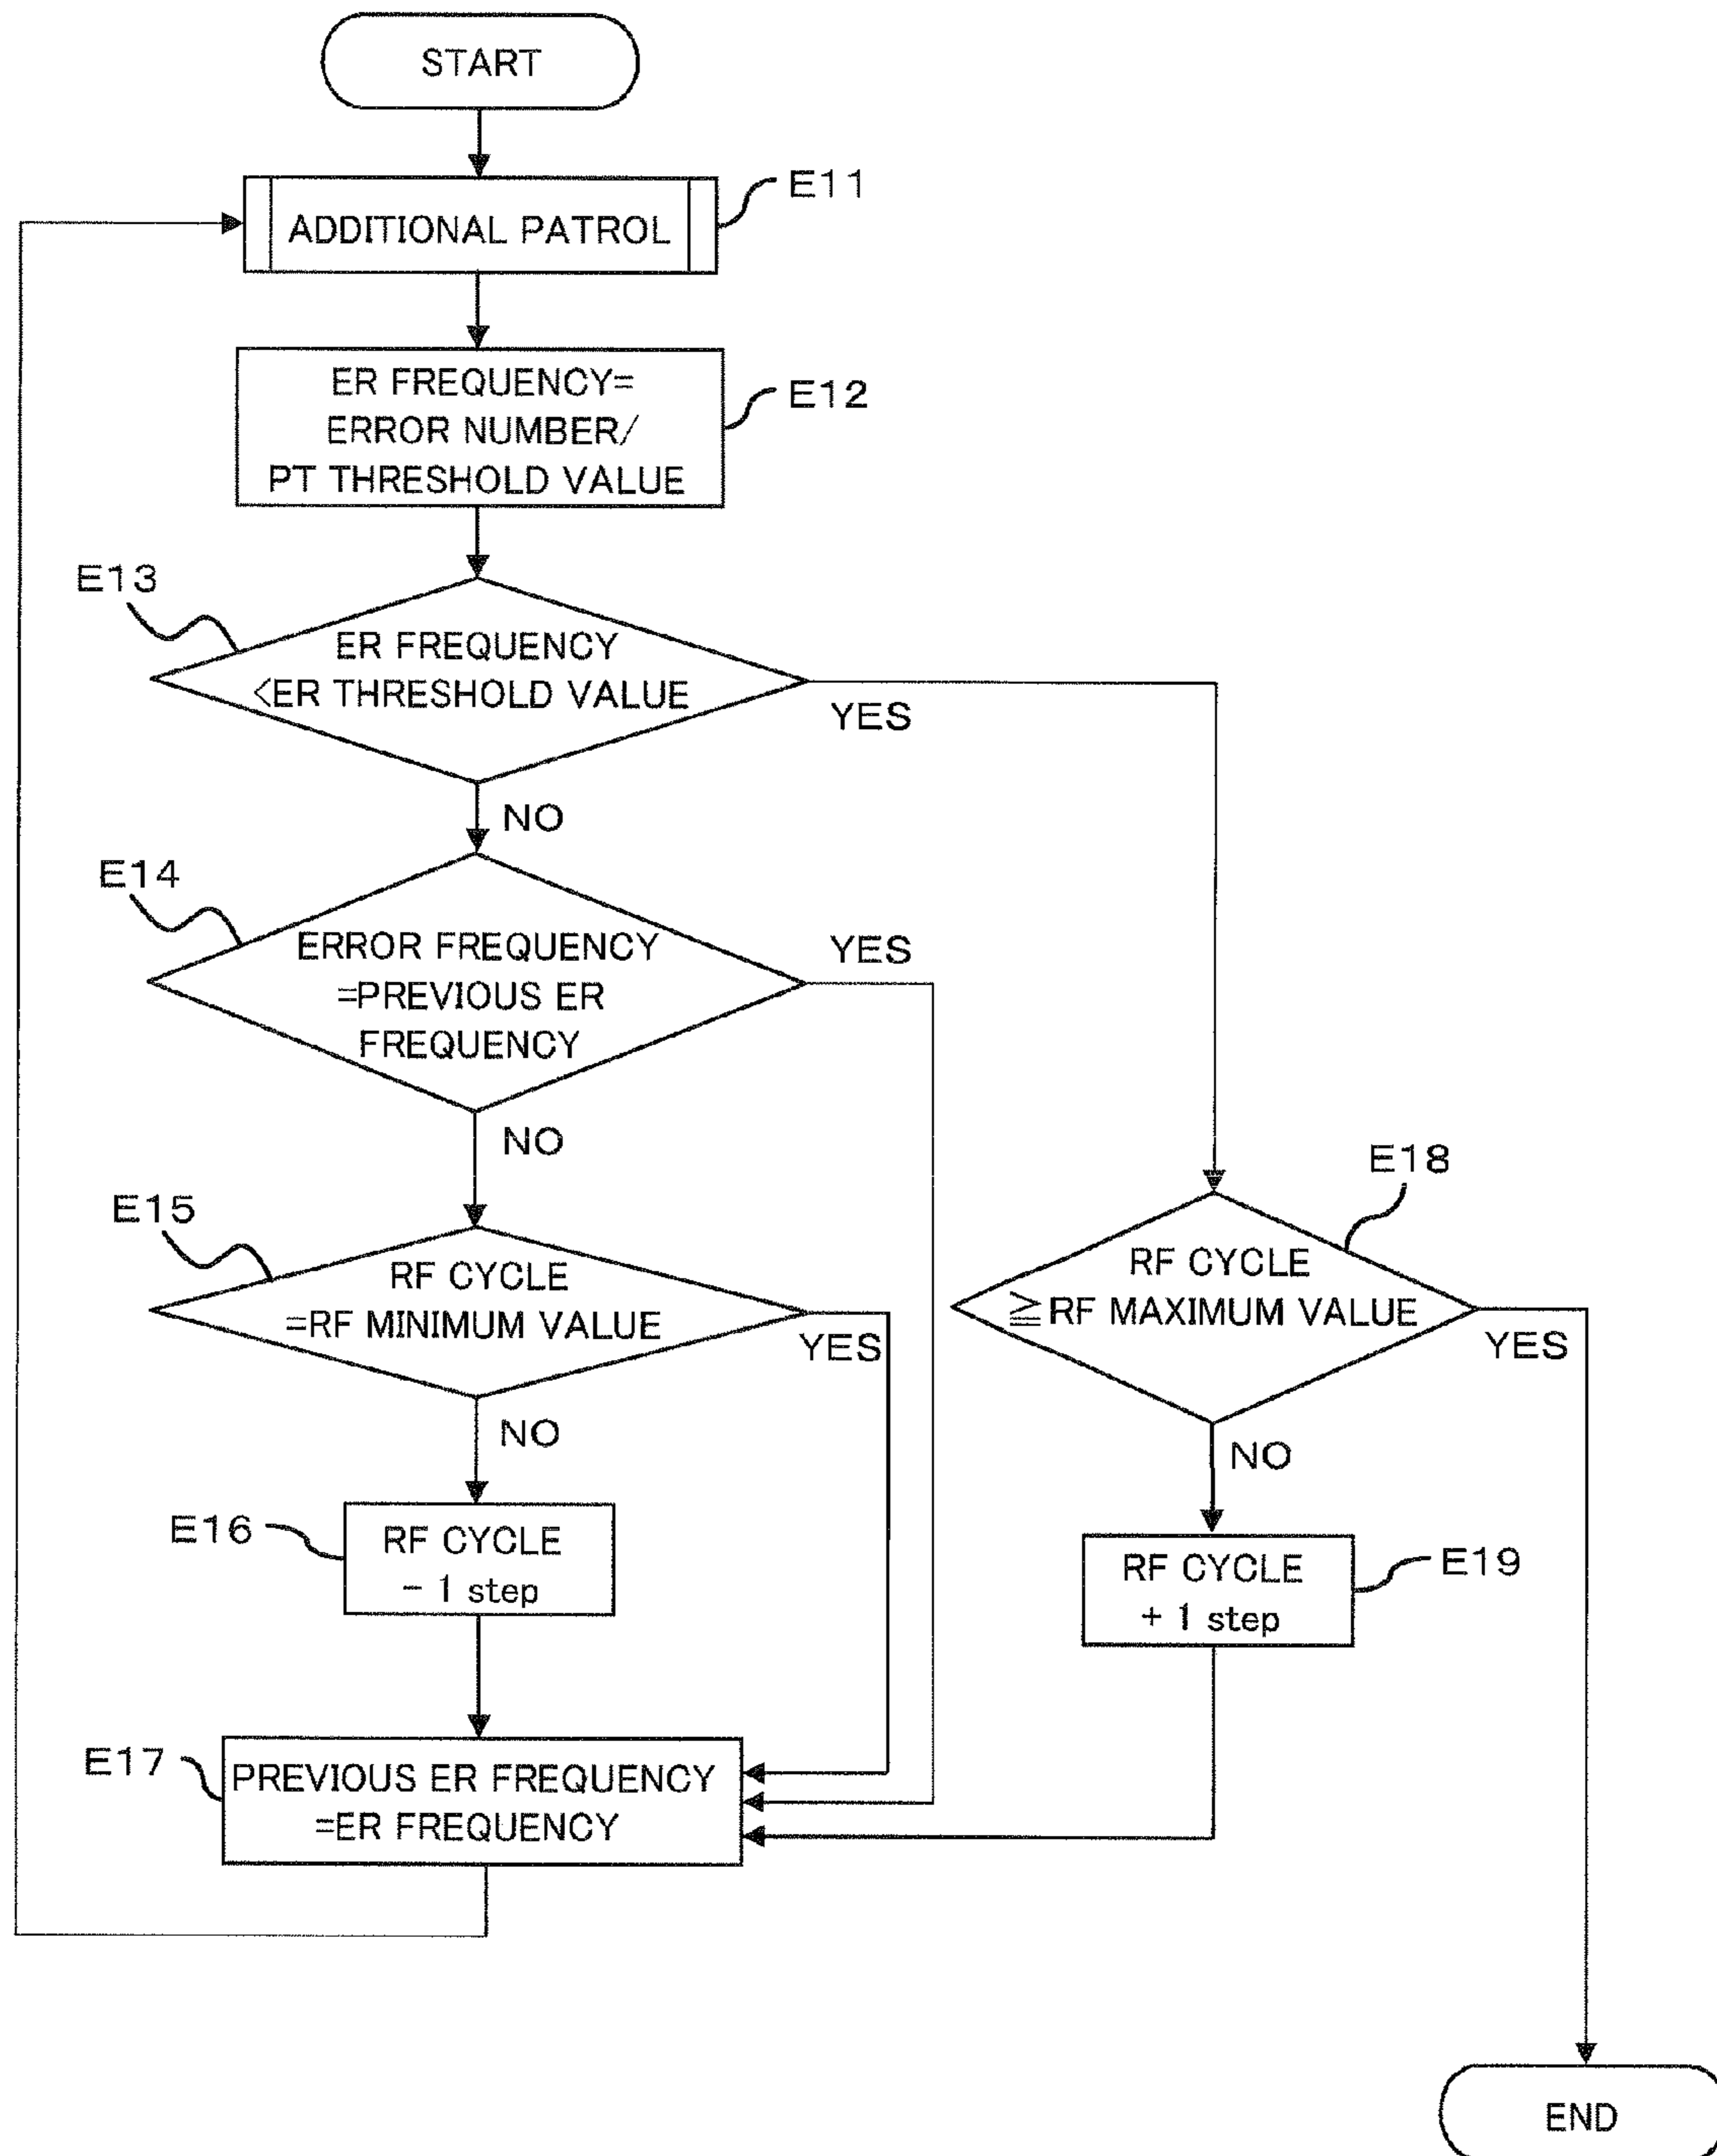 START
ADDITIONAL PATROL
E11
ER FREQUENCY=
ERROR NUMBER/
PT THRESHOLD VALUE
E12
E13
ER FREQUENCY
<ER THRESHOLD VALUE
YES
NO
E14
ERROR FREQUENCY
=PREVIOUS ER
FREQUENCY
YES
NO
E15
RF CYCLE
=RF MINIMUM VALUE
YES
NO
E16
RF CYCLE
- 1 step
E17
PREVIOUS ER FREQUENCY
=ER FREQUENCY
E18
RF CYCLE
≧RF MAXIMUM VALUE
YES
NO
RF CYCLE
+ 1 step
E19
END